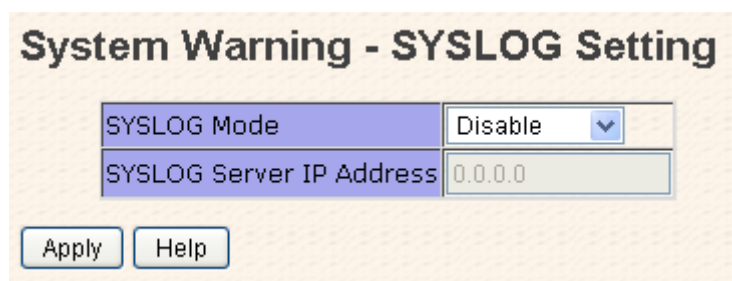 System Warning - SYSLOG Setting
SYSLOG Mode Disable
SYSLOG Server IP Address 0.0.0.0
Apply Help